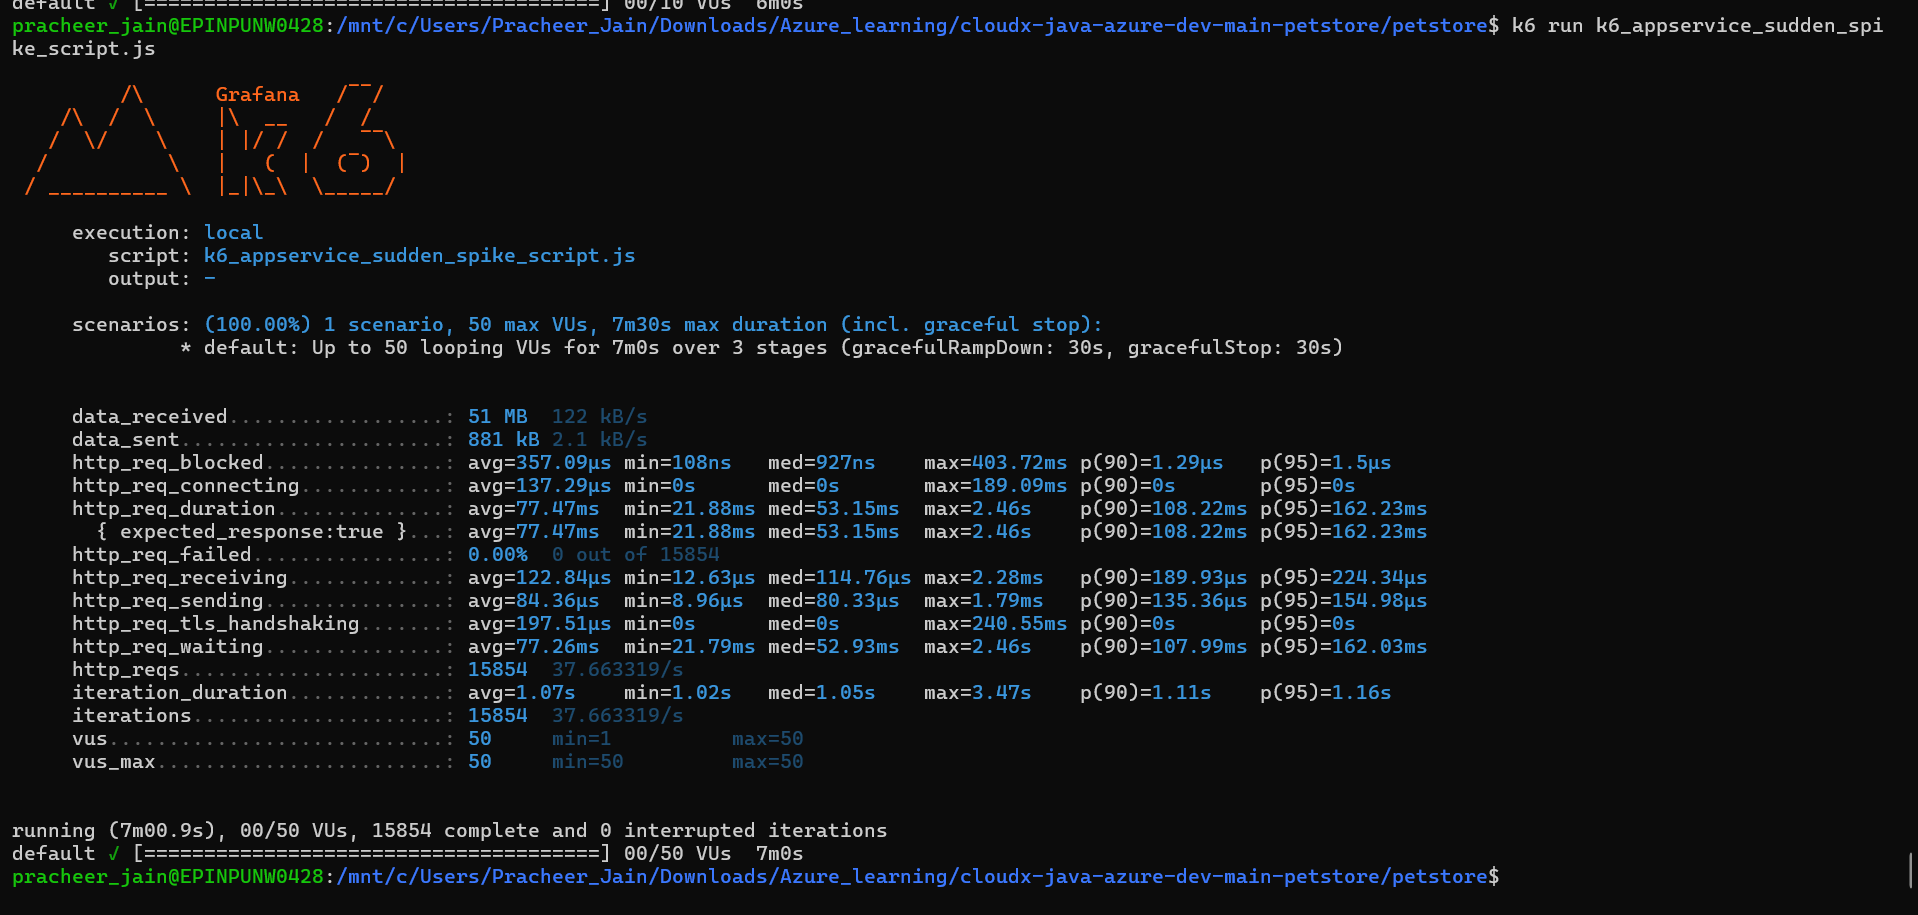 default ✓ [======================================] 00/10 VUs  6m0s
pracheer_jain@EPINPUNW0428:/mnt/c/Users/Pracheer_Jain/Downloads/Azure_learning/cloudx-java-azure-dev-main-petstore/petstore$ k6 run k6_appservice_sudden_spi
ke_script.js
Grafana
execution: local
script: k6_appservice_sudden_spike_script.js
output: -
scenarios: (100.00%) 1 scenario, 50 max VUs, 7m30s max duration (incl. graceful stop):
* default: Up to 50 looping VUs for 7m0s over 3 stages (gracefulRampDown: 30s, gracefulStop: 30s)
data_received..................: 51 MB  122 kB/s
data_sent......................: 881 kB 2.1 kB/s
http_req_blocked...............: avg=357.09µs min=108ns   med=927ns    max=403.72ms p(90)=1.29µs   p(95)=1.5µs
http_req_connecting............: avg=137.29µs min=0s      med=0s       max=189.09ms p(90)=0s       p(95)=0s
http_req_duration..............: avg=77.47ms  min=21.88ms med=53.15ms  max=2.46s    p(90)=108.22ms p(95)=162.23ms
{ expected_response:true }...: avg=77.47ms  min=21.88ms med=53.15ms  max=2.46s    p(90)=108.22ms p(95)=162.23ms
http_req_failed................: 0.00%  0 out of 15854
http_req_receiving.............: avg=122.84µs min=12.63µs med=114.76µs max=2.28ms   p(90)=189.93µs p(95)=224.34µs
http_req_sending...............: avg=84.36µs  min=8.96µs  med=80.33µs  max=1.79ms   p(90)=135.36µs p(95)=154.98µs
http_req_tls_handshaking.......: avg=197.51µs min=0s      med=0s       max=240.55ms p(90)=0s       p(95)=0s
http_req_waiting...............: avg=77.26ms  min=21.79ms med=52.93ms  max=2.46s    p(90)=107.99ms p(95)=162.03ms
http_reqs......................: 15854  37.663319/s
iteration_duration.............: avg=1.07s    min=1.02s   med=1.05s    max=3.47s    p(90)=1.11s    p(95)=1.16s
iterations.....................: 15854  37.663319/s
vus............................: 50     min=1          max=50
vus_max........................: 50     min=50         max=50
running (7m00.9s), 00/50 VUs, 15854 complete and 0 interrupted iterations
default ✓ [======================================] 00/50 VUs  7m0s
pracheer_jain@EPINPUNW0428:/mnt/c/Users/Pracheer_Jain/Downloads/Azure_learning/cloudx-java-azure-dev-main-petstore/petstore$